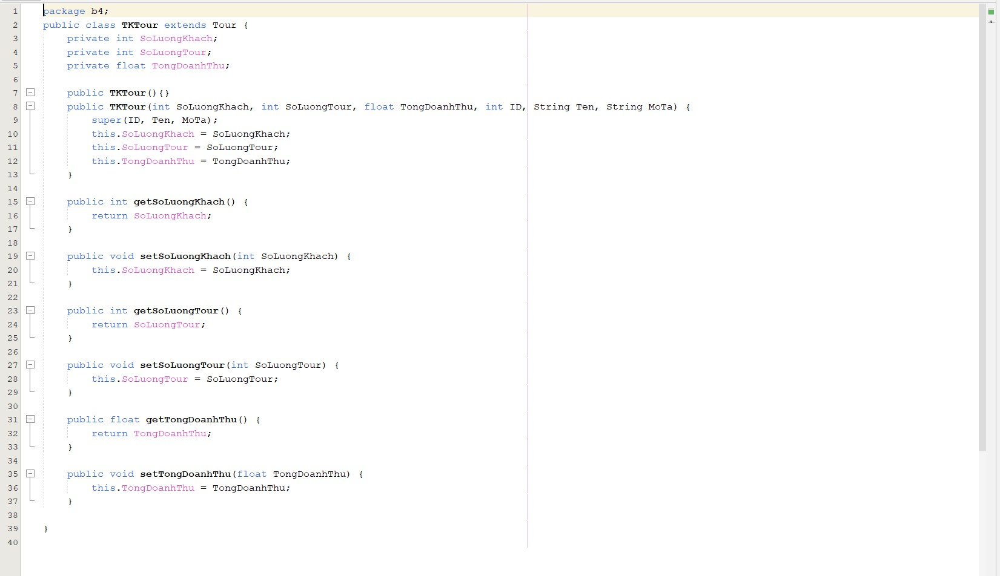 1 package b4;
2 public class TKTour extends Tour {
3 private int SoLuongKhach;
4 private int SoLuongTour;
5 private float TongDoanhThu;
6
7 public TKTour(){}
8 public TKTour(int SoLuongKhach, int SoLuongTour, float TongDoanhThu, int ID, String Ten, String MoTa) {
9 super(ID, Ten, MoTa);
10 this.SoLuongKhach = SoLuongKhach;
11 this.SoLuongTour = SoLuongTour;
12 this.TongDoanhThu = TongDoanhThu;
13 }
14
15 public int getSoLuongKhach() {
16 return SoLuongKhach;
17 }
18
19 public void setSoLuongKhach(int SoLuongKhach) {
20 this.SoLuongKhach = SoLuongKhach;
21 }
22
23 public int getSoLuongTour() {
24 return SoLuongTour;
25 }
26
27 public void setSoLuongTour(int SoLuongTour) {
28 this.SoLuongTour = SoLuongTour;
29 }
30
31 public float getTongDoanhThu() {
32 return TongDoanhThu;
33 }
34
35 public void setTongDoanhThu(float TongDoanhThu) {
36 this.TongDoanhThu = TongDoanhThu;
37 }
38
39 }
40